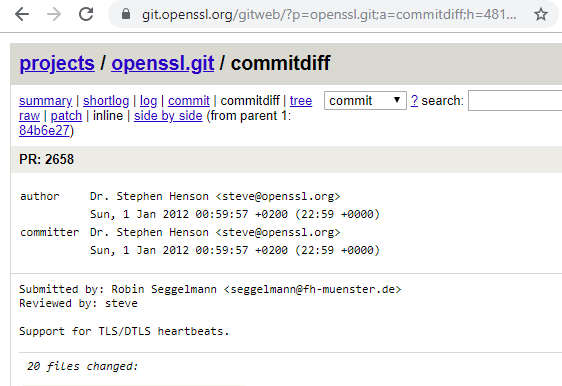 git.openssl.org/gitweb/?p=openssl.git;a=commitdiff;h=481...
projects / openssl.git / commitdiff
summary | shortlog | log | commit | commitdiff | tree commit ? search:
raw | patch | inline | side by side (from parent 1:
84b6e27)
PR: 2658
author Dr. Stephen Henson <steve@openssl.org>
Sun, 1 Jan 2012 00:59:57 +0200 (22:59 +0000)
committer Dr. Stephen Henson <steve@openssl.org>
Sun, 1 Jan 2012 00:59:57 +0200 (22:59 +0000)
Submitted by: Robin Seggelmann <seggelmann@fh-muenster.de>
Reviewed by: steve
Support for TLS/DTLS heartbeats.
20 files changed: